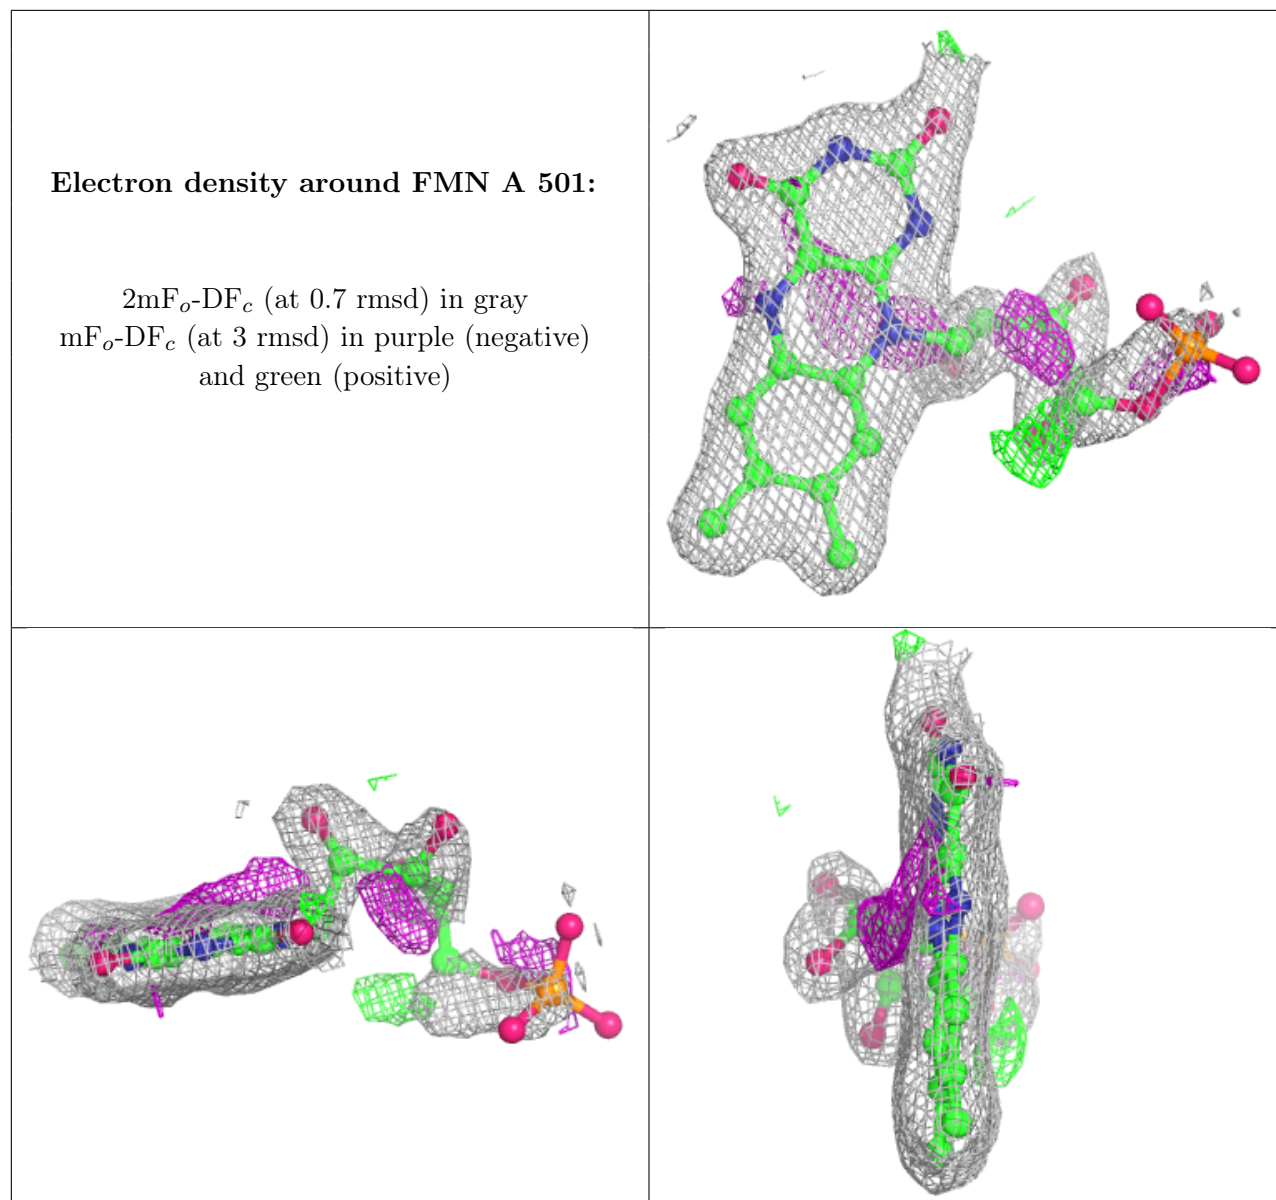 Electron density around FMN A 501:
2mFo-DFc (at 0.7 rmsd) in gray
mFo-DFc (at 3 rmsd) in purple (negative)
and green (positive)